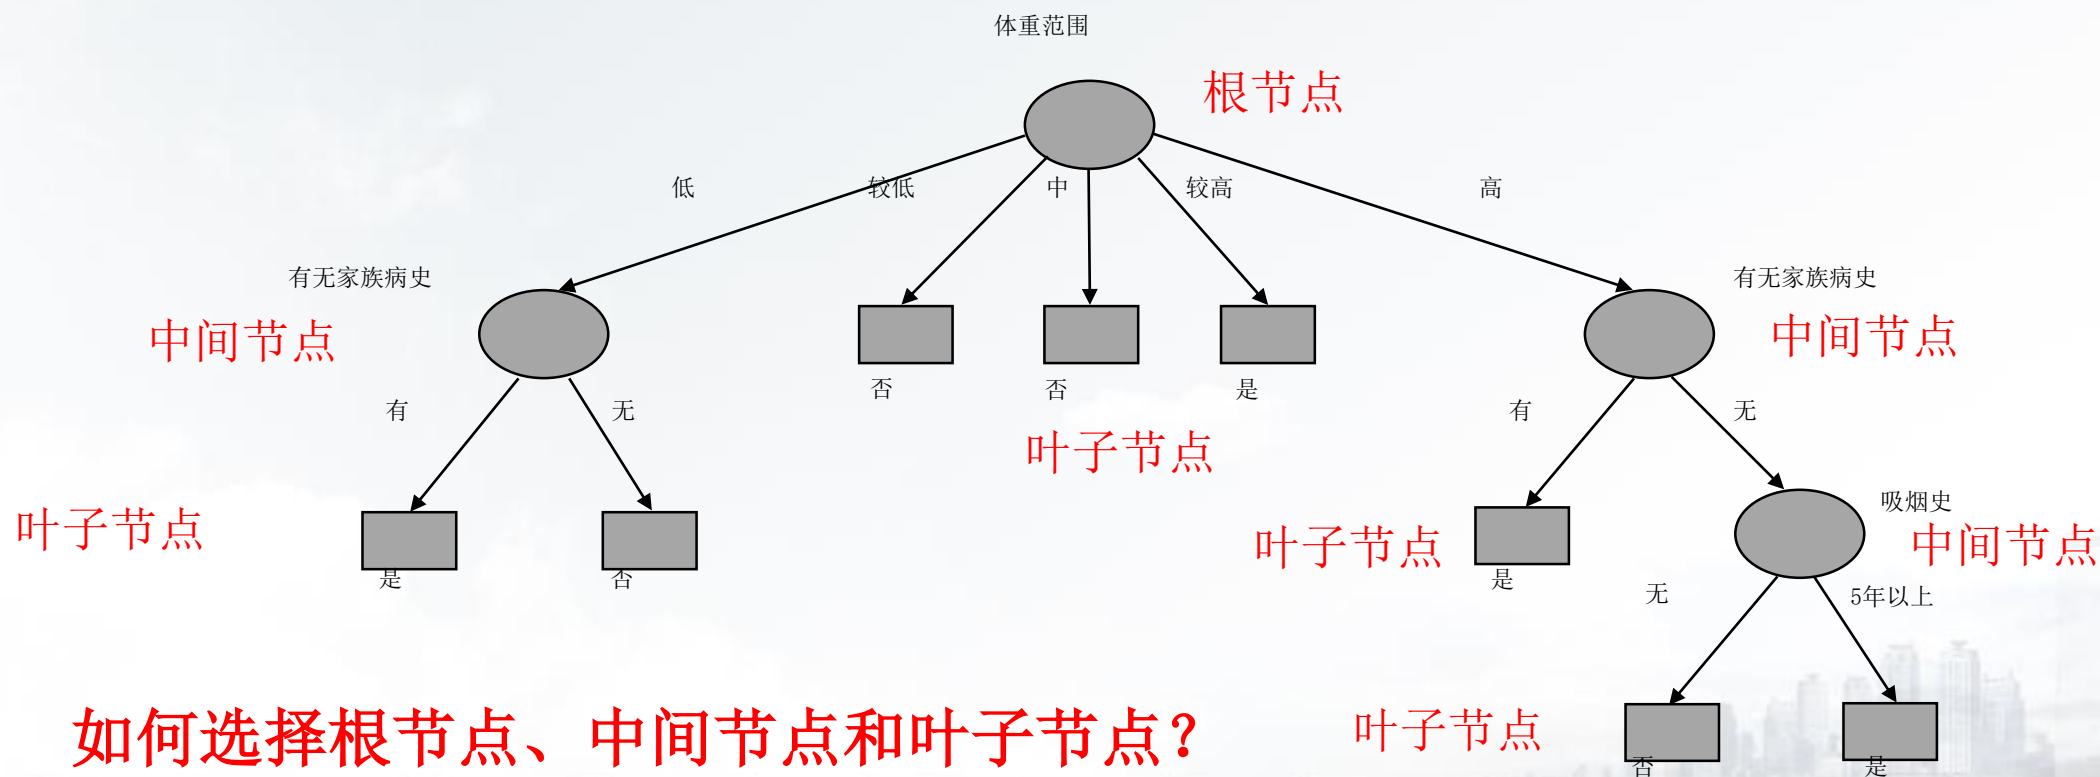 体重范围
根节点
低
较低
中
较高
高
有无家族病史
有无家族病史
中间节点
中间节点
否
否
是
有
无
有
无
叶子节点
吸烟史
叶子节点
叶子节点
中间节点
是
否
是
无
5年以上
如何选择根节点、中间节点和叶子节点？
叶子节点
否
是